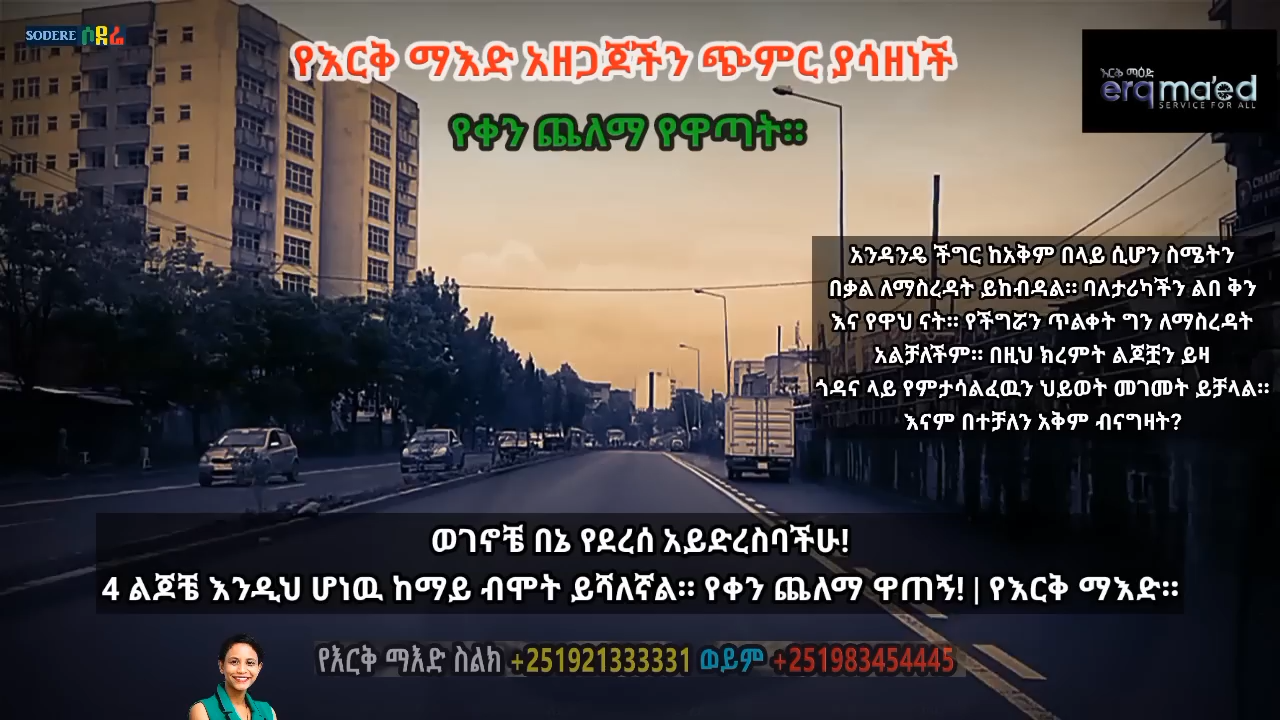 SODERE ሶደሬ
የእርቅ ማእድ አዘጋጆችን ጭምር ያሳዘነች
የቀን ጨለማ የዋጣት።
እርቅ ማዕድ
erqma'ed
SERVICE FOR ALL
አንዳንዴ ችግር ከአቅም በላይ ሲሆን ስሜትን
በቃል ለማስረዳት ይከብዳል። ባለታሪካችን ልበ ቅን
እና የዋህ ናት። የችግሯን ጥልቀት ግን ለማስረዳት
አልቻለችም። በዚህ ክረምት ልጆቿን ይዛ
ጎዳና ላይ የምታሳልፈዉን ህይወት መገመት ይቻላል።
እናም በተቻለን አቅም ብናግዛት?
ወገኖቼ በኔ የደረሰ አይድረስባችሁ!
4 ልጆቼ እንዲህ ሆነዉ ከማይ ብሞት ይሻለኛል። የቀን ጨለማ ዋጠኝ! | የእርቅ ማእድ።
የእርቅ ማእድ ስልክ +251921333331 ወይም +251983454445